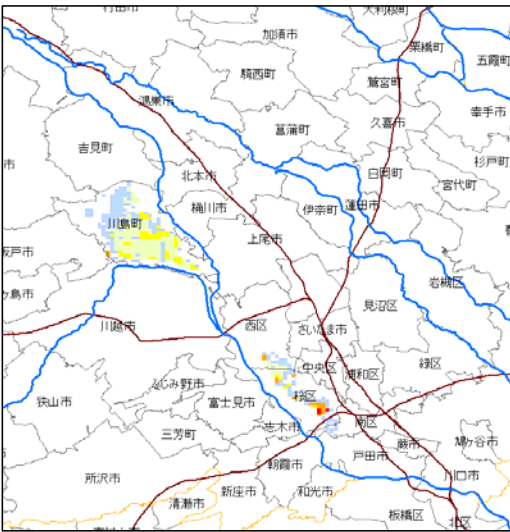 行田市
加須市
大利根町
栗橋町
五霞町
騎西町
鷲宮町
鴻巣市
幸手市
菖蒲町
久喜市
吉見町
杉戸町
市
白岡町
宮代町
北本市
桶川市
伊奈町
蓮田市
川島町
上尾市
坂戸市
岩槻区
ヶ島市
見沼区
川越市
西区
さいたま市
緑区
中央区
浦和区
ふじみ野市
桜区
狭山市
富士見市
南区
志木市
三芳町
蕨市
鳩ヶ谷市
戸田市
朝霞市
所沢市
川口市
新座市
和光市
清瀬市
板橋区
北区